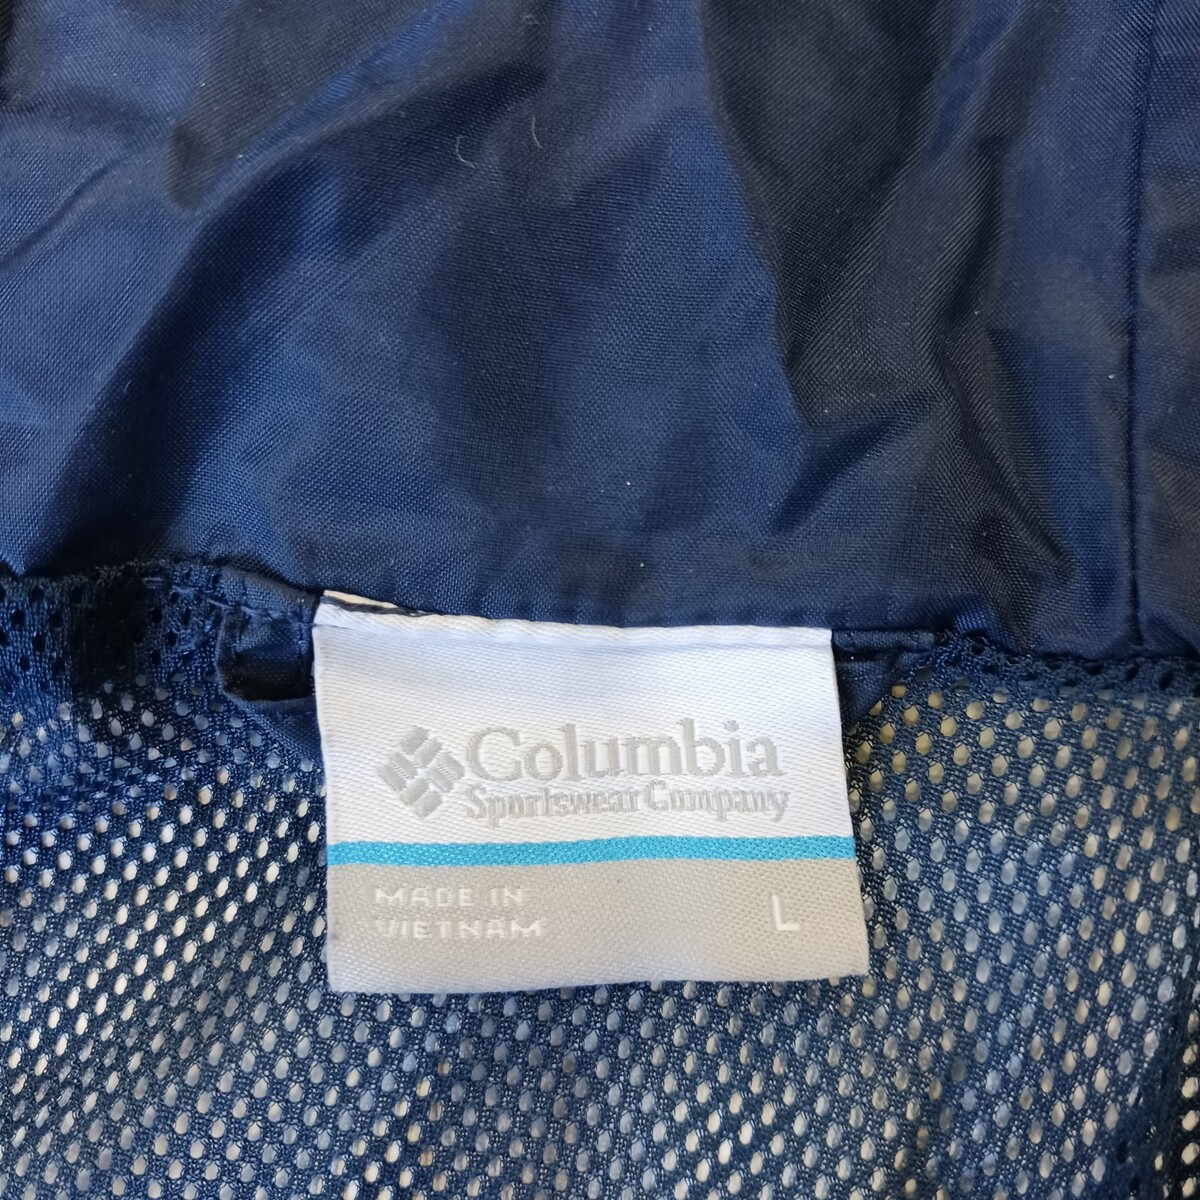 Columbia
Sportswear Company
MADE IN
VIETNAM
L